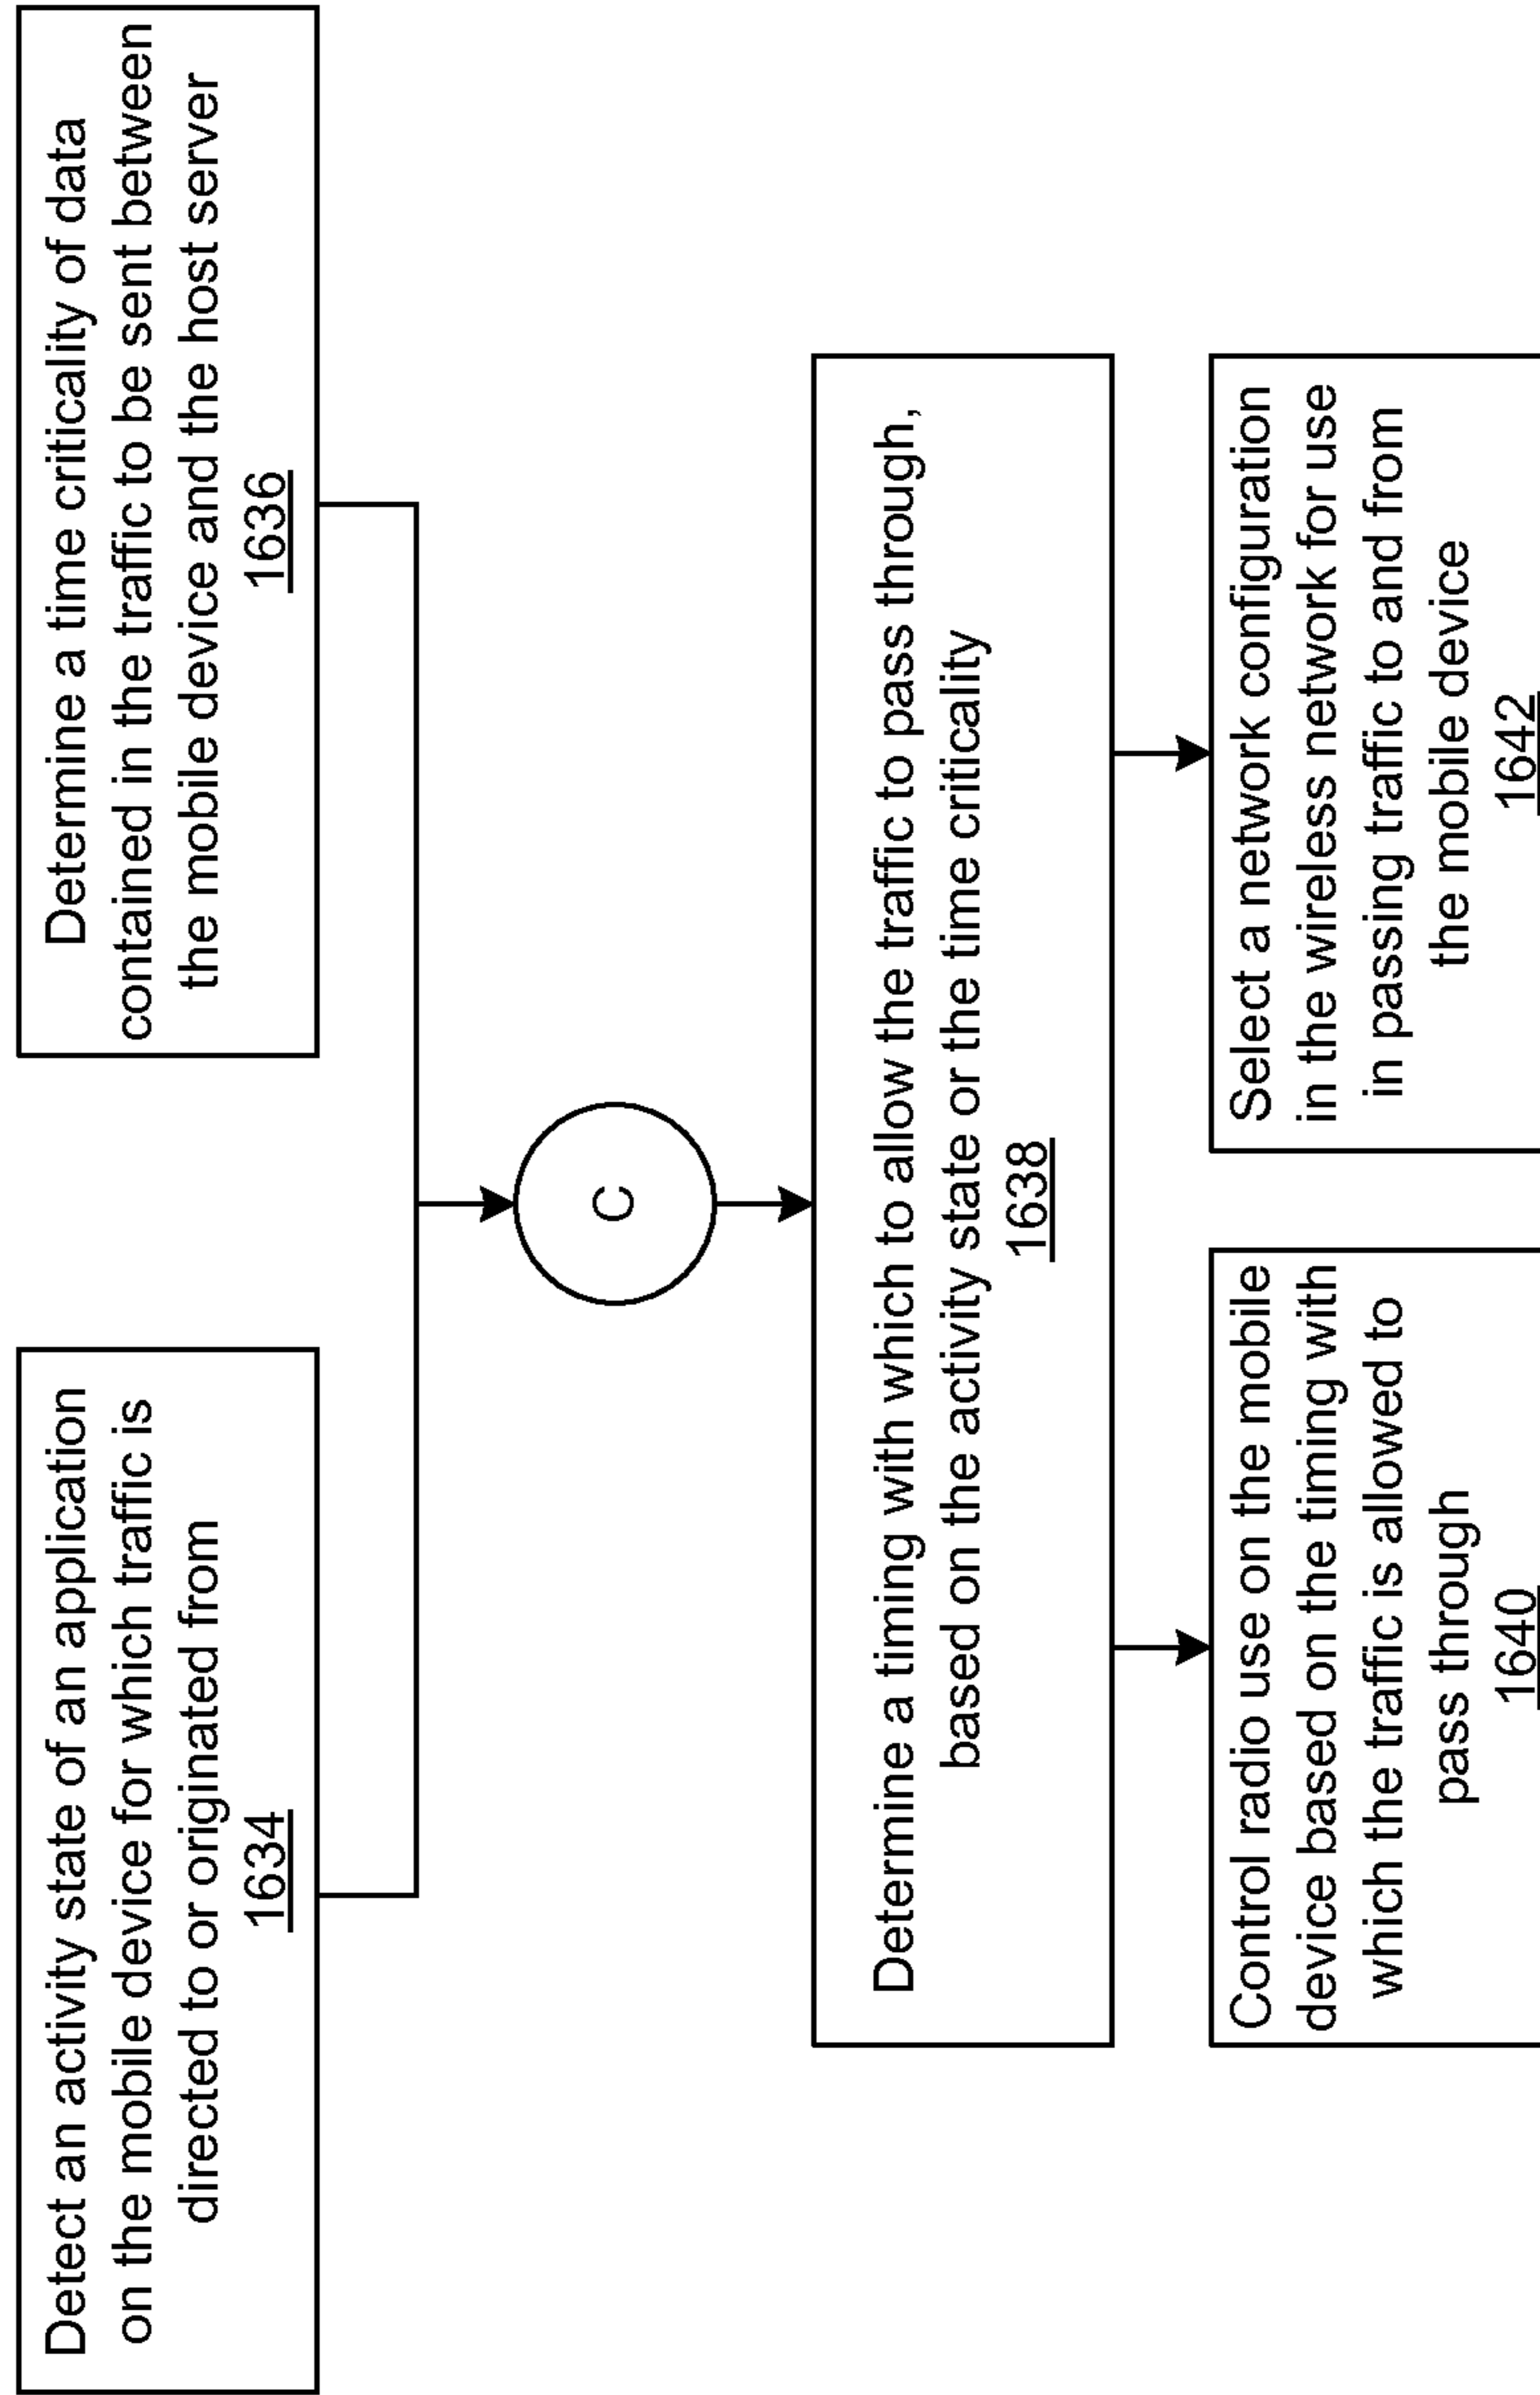 Detect an activity state of an application
on the mobile device for which traffic is
directed to or originated from
1634
Determine a time criticality of data
contained in the traffic to be sent between
the mobile device and the host server
1636
C
Determine a timing with which to allow the traffic to pass through,
based on the activity state or the time criticality
1638
Control radio use on the mobile
device based on the timing with
which the traffic is allowed to
pass through
1640
Select a network configuration
in the wireless network for use
in passing traffic to and from
the mobile device
1642